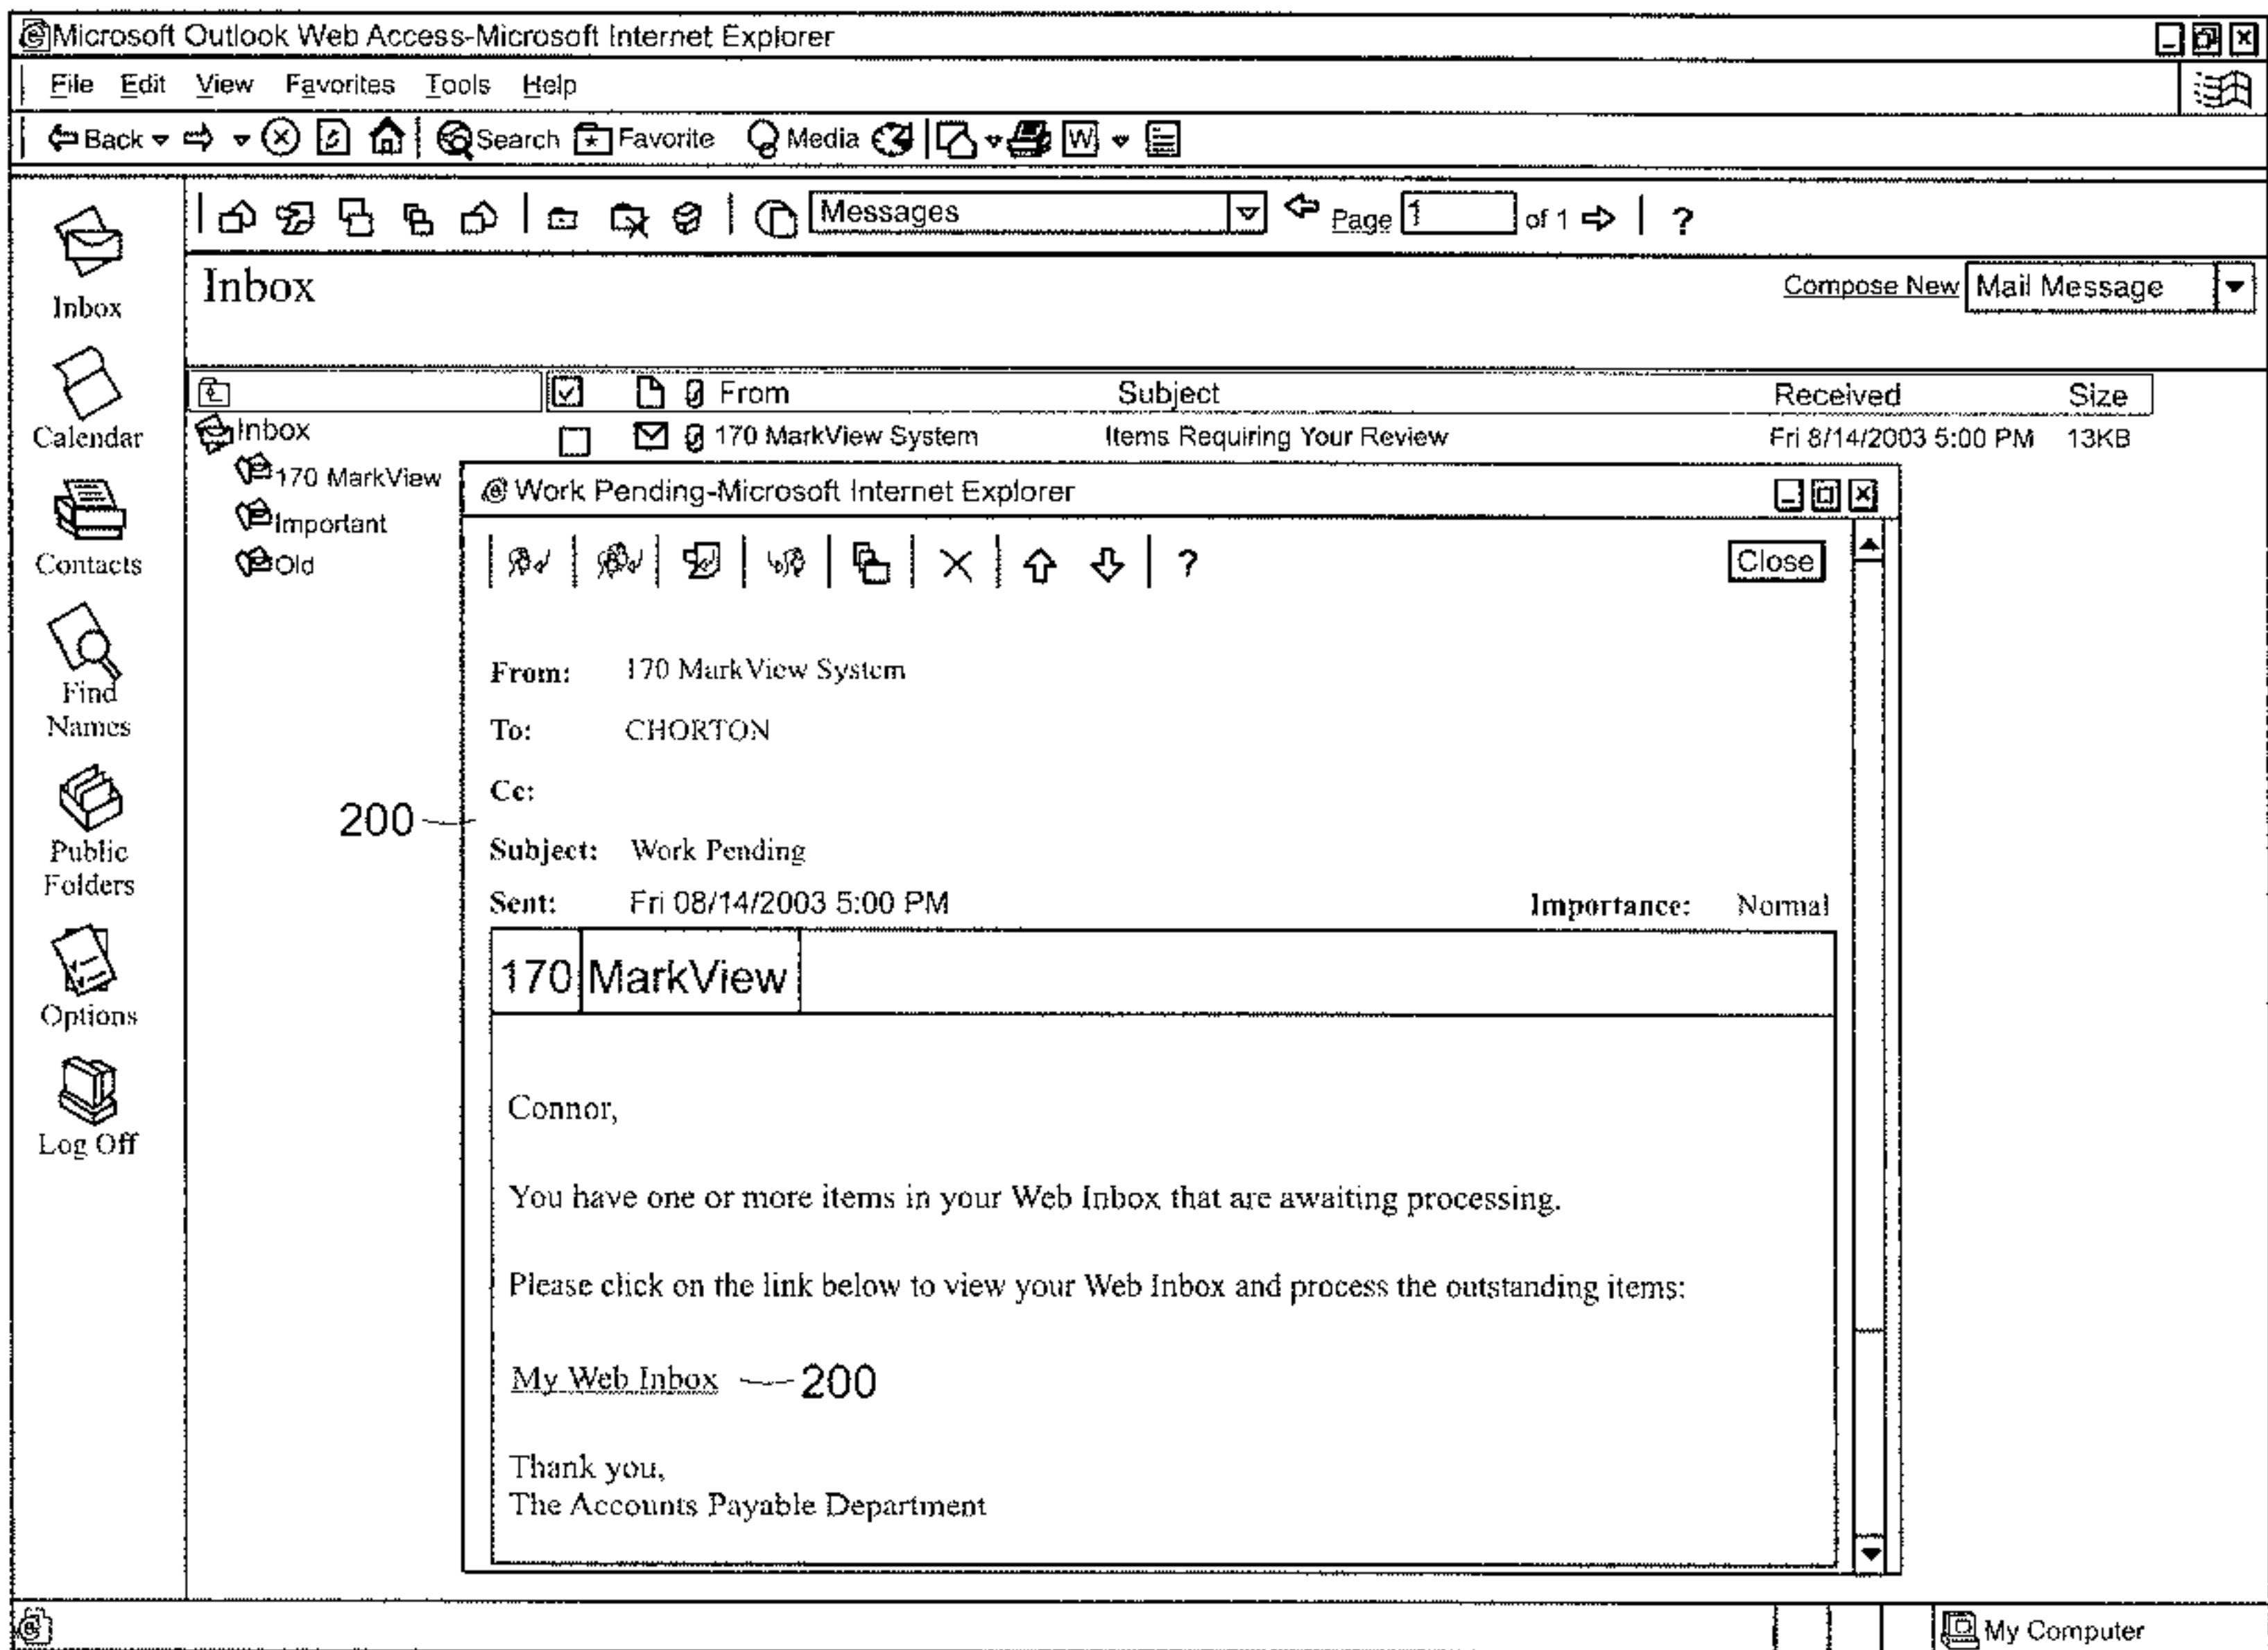 Microsoft Outlook Web Access-Microsoft Internet Explorer
File Edit View Favorites Tools Help
Back Search Favorite Media W
Messages Page 1 of 1 ?
Inbox
Calendar
Contacts
Find
Names
Public
Folders
Options
Log Off
Inbox
Compose New Mail Message
From Subject Received Size
170 MarkView System Items Requiring Your Review Fri 8/14/2003 5:00 PM 13KB
Inbox
170 MarkView
Important
Old
Work Pending-Microsoft Internet Explorer
? Close
From: 170 MarkView System
To: CHORTON
Cc:
200
Subject: Work Pending
Sent: Fri 08/14/2003 5:00 PM Importance: Normal
170 MarkView
Connor,
You have one or more items in your Web Inbox that are awaiting processing.
Please click on the link below to view your Web Inbox and process the outstanding items:
My Web Inbox 200
Thank you,
The Accounts Payable Department
My Computer